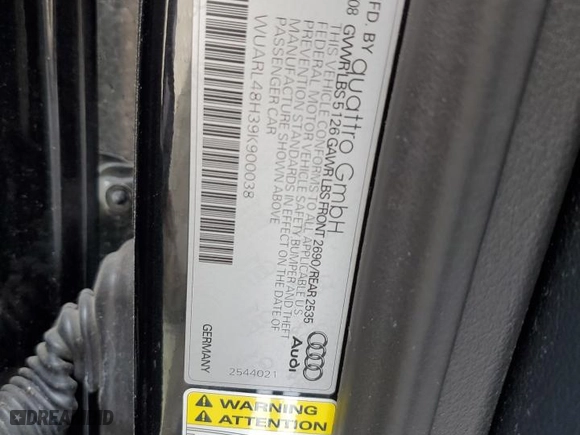 MFD. BY quattro GmbH
08 GVWR LBS 5126 GAWR LBS FRONT 2690/REAR 2535
THIS VEHICLE CONFORMS TO ALL APPLICABLE U.S.
FEDERAL MOTOR VEHICLE SAFETY BUMPER AND THEFT
MANUFACTURE SHOWN ABOVE
PREVENTION STANDARDS IN EFFECT ON THE DATE OF
PASSENGER CAR
WUARL48H39K900038
Audi
2544021
GERMANY
WARNING
ATTENTION
DREAMBID